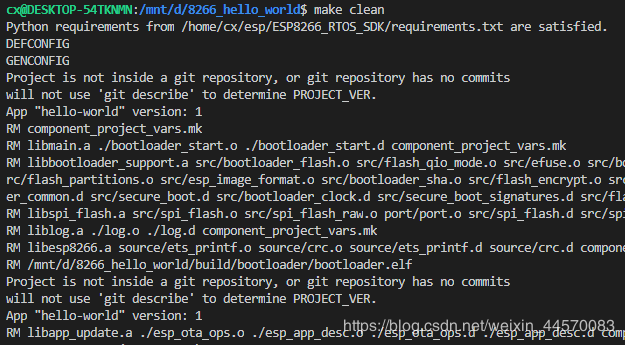 cx@DESKTOP-54TKNMN:/mnt/d/8266_hello_world$ make clean
Python requirements from /home/cx/esp/ESP8266_RTOS_SDK/requirements.txt are satisfied.
DEFCONFIG
GENCONFIG
Project is not inside a git repository, or git repository has no commits
will not use 'git describe' to determine PROJECT_VER.
App "hello-world" version: 1
RM component_project_vars.mk
RM libmain.a ./bootloader_start.o ./bootloader_start.d component_project_vars.mk
RM libbootloader_support.a src/bootloader_flash.o src/flash_qio_mode.o src/efuse.o src/bo
rc/flash_partitions.o src/esp_image_format.o src/bootloader_sha.o src/flash_encrypt.o src
er_common.d src/secure_boot.d src/bootloader_clock.d src/secure_boot_signatures.d src/fla
RM libspi_flash.a src/spi_flash.o src/spi_flash_raw.o port/port.o src/spi_flash.d src/spi
RM liblog.a ./log.o ./log.d component_project_vars.mk
RM libesp8266.a source/ets_printf.o source/crc.o source/ets_printf.d source/crc.d compone
RM /mnt/d/8266_hello_world/build/bootloader/bootloader.elf
Project is not inside a git repository, or git repository has no commits
will not use 'git describe' to determine PROJECT_VER.
App "hello-world" version: 1
RM libapp_update.a ./esp_ota_ops.o ./esp_app_desc.o ./esp_ota_ops.d ./esp_app_desc.d comp
https://blog.csdn.net/weixin_44570083